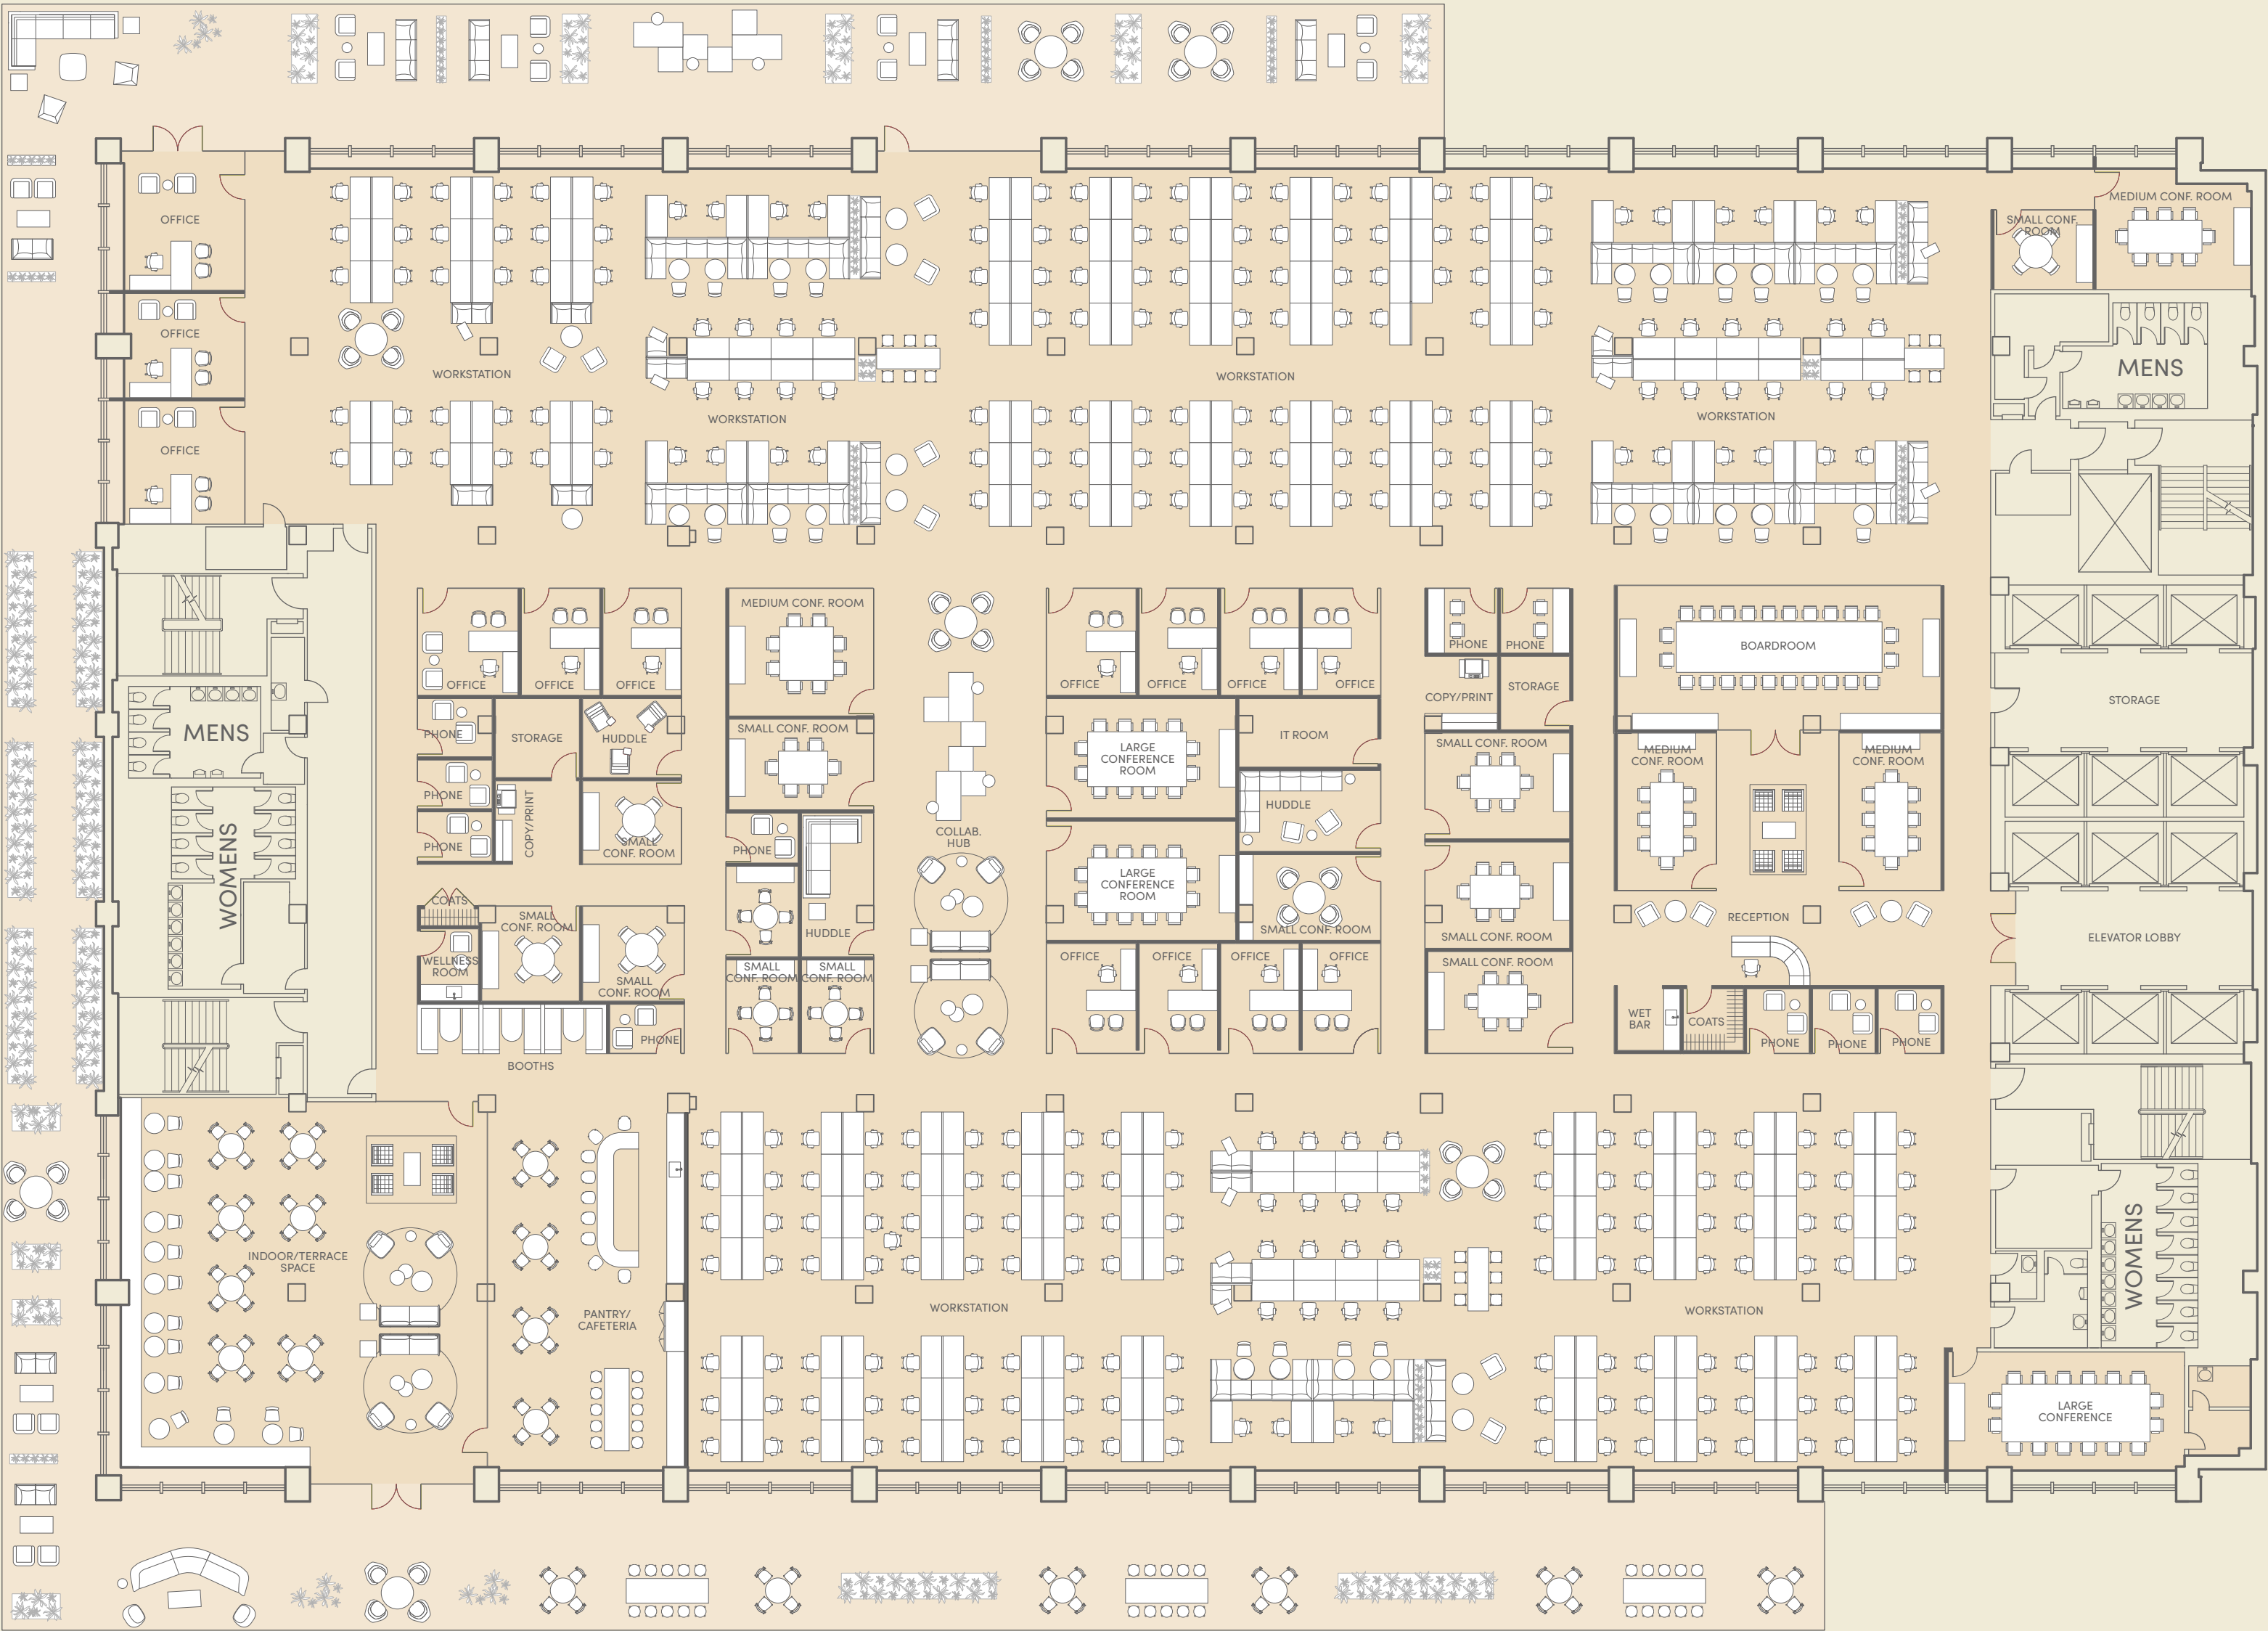 MEDIUM CONF. ROOM
SMALL CONF.
ROOM
OFFICE
OFFICE
OFFICE
WORKSTATION
WORKSTATION
WORKSTATION
WORKSTATION
MENS
MEDIUM CONF. ROOM
OFFICE
OFFICE
OFFICE
OFFICE
OFFICE
OFFICE
OFFICE
PHONE
PHONE
BOARDROOM
COPY/PRINT
STORAGE
STORAGE
MENS
PHONE
STORAGE
HUDDLE
SMALL CONF. ROOM
LARGE
CONFERENCE
ROOM
IT ROOM
SMALL CONF. ROOM
MEDIUM
CONF. ROOM
MEDIUM
CONF. ROOM
PHONE
COPY/PRINT
HUDDLE
WOMENS
PHONE
SMALL
CONF. ROOM
PHONE
COLLAB.
HUB
LARGE
CONFERENCE
ROOM
COATS
SMALL
CONF. ROOM
HUDDLE
SMALL CONF. ROOM
SMALL CONF. ROOM
RECEPTION
ELEVATOR LOBBY
WELLNESS
ROOM
SMALL
CONF. ROOM
SMALL
CONF. ROOM
SMALL
CONF. ROOM
OFFICE
OFFICE
OFFICE
OFFICE
SMALL CONF. ROOM
WET
BAR
COATS
PHONE
PHONE
PHONE
PHONE
BOOTHS
INDOOR/TERRACE
SPACE
PANTRY/
CAFETERIA
WORKSTATION
WORKSTATION
WOMENS
LARGE
CONFERENCE